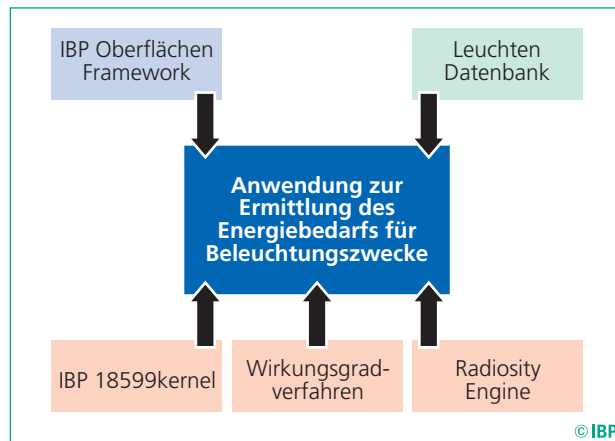 IBP Oberflächen
Framework
Leuchten
Datenbank
Anwendung zur
Ermittlung des
Energiebedarfs für
Beleuchtungszwecke
IBP 18599kernel
Wirkungsgrad-
verfahren
Radiosity
Engine
© IBP